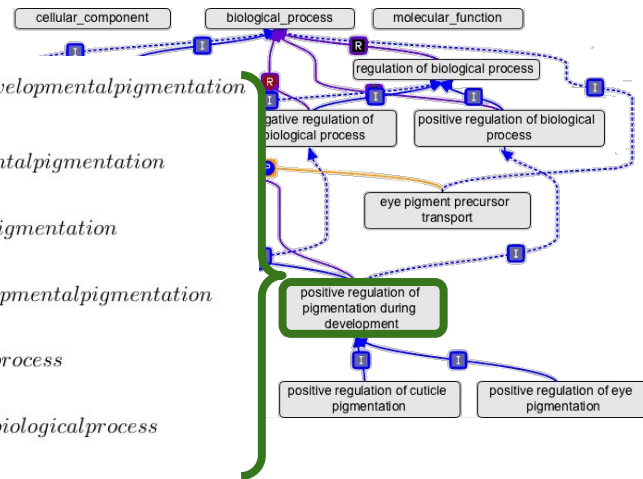 cellular_component
biological_process
molecular_function
I
I
R
regulation of biological process
velopmentalpigmentation
R
I
I
I
I
gative regulation of
biological process
positive regulation of biological
process
ntalpigmentation
P
eye pigment precursor
transport
igmentation
I
positive regulation of
pigmentation during
development
pmentalpigmentation
rocess
I
I
positive regulation of cuticle
pigmentation
positive regulation of eye
pigmentation
iologicalprocess